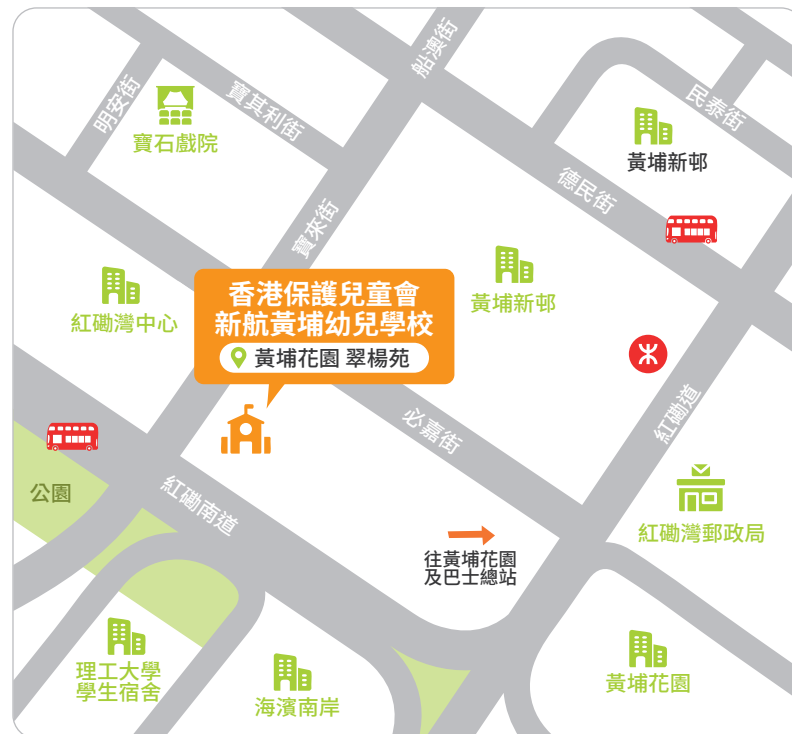 船澳街
明安街
寶其利街
民泰街
寶石戲院
黃埔新邨
德民街
寶來街
香港保護兒童會
新航黃埔幼兒學校
黃埔花園 翠楊苑
紅磡灣中心
黃埔新邨
紅磡道
必嘉街
公園
紅磡南道
紅磡灣郵政局
往黃埔花園
及巴士總站
理工大學
學生宿舍
海濱南岸
黃埔花園